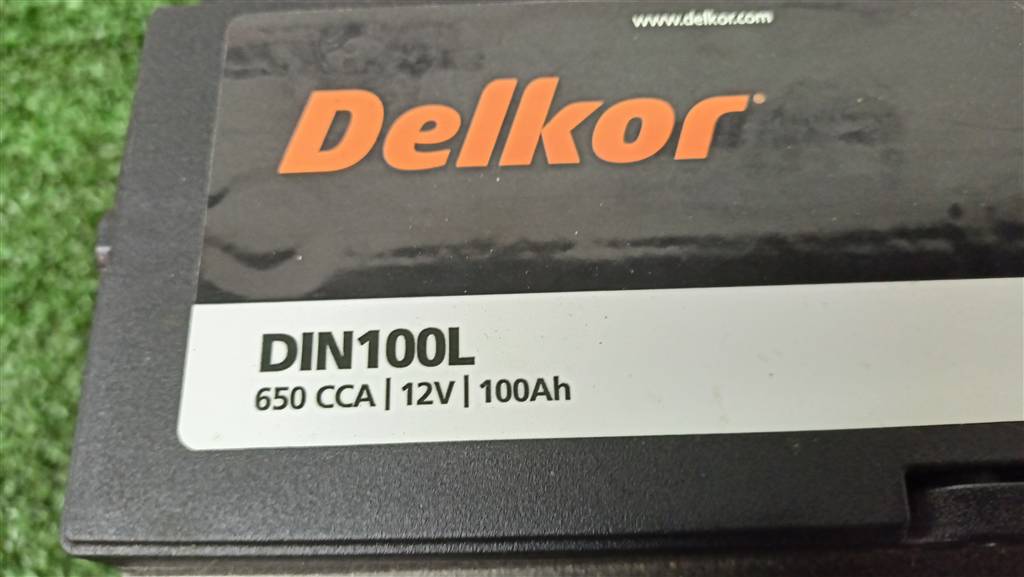 www.delkor.com
Delkor
DIN100L
650 CCA | 12V | 100Ah